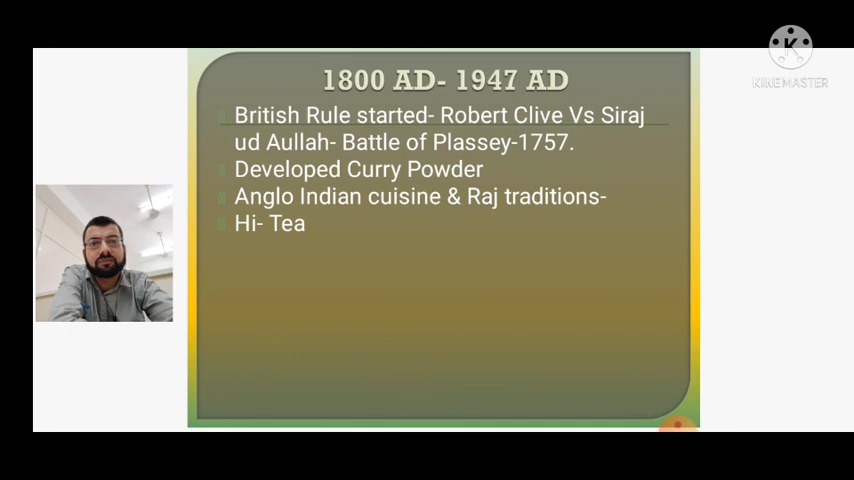 1800 AD- 1947 AD
British Rule started- Robert Clive Vs Siraj
ud Aullah- Battle of Plassey-1757.
Developed Curry Powder
Anglo Indian cuisine & Raj traditions-
Hi- Tea
K
KINEMASTER